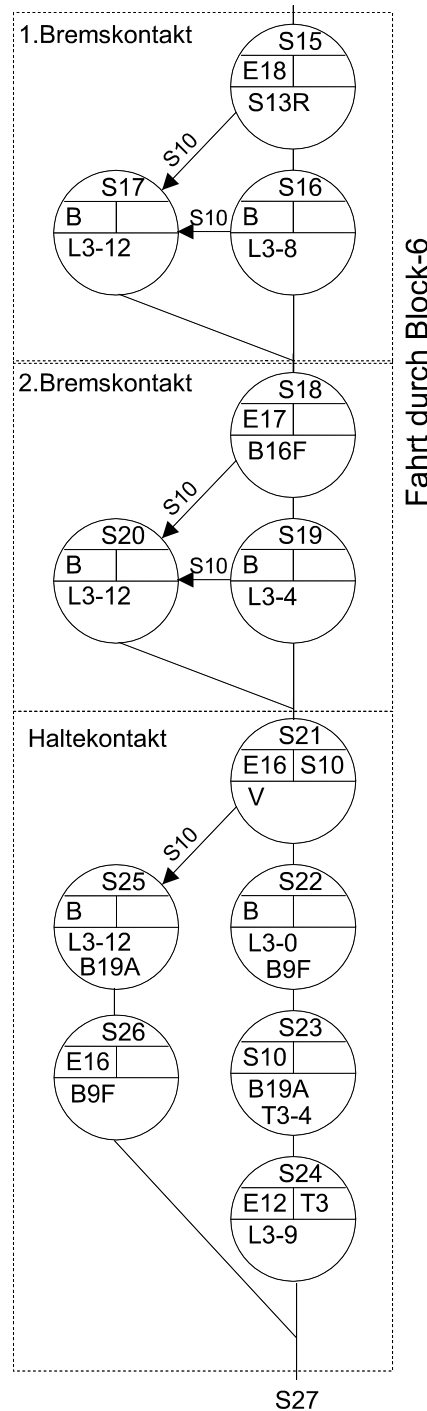 1.Bremskontakt
S15
E18
S13R
S10
S17
B
L3-12
S10
S16
B
L3-8
Fahrt durch Block-6
2.Bremskontakt
S18
E17
B16F
S10
S20
B
L3-12
S10
S19
B
L3-4
Haltekontakt
S21
E16 S10
V
S10
S25
B
L3-12
B19A
S22
B
L3-0
B9F
S26
E16
B9F
S23
S10
B19A
T3-4
S24
E12 T3
L3-9
S27